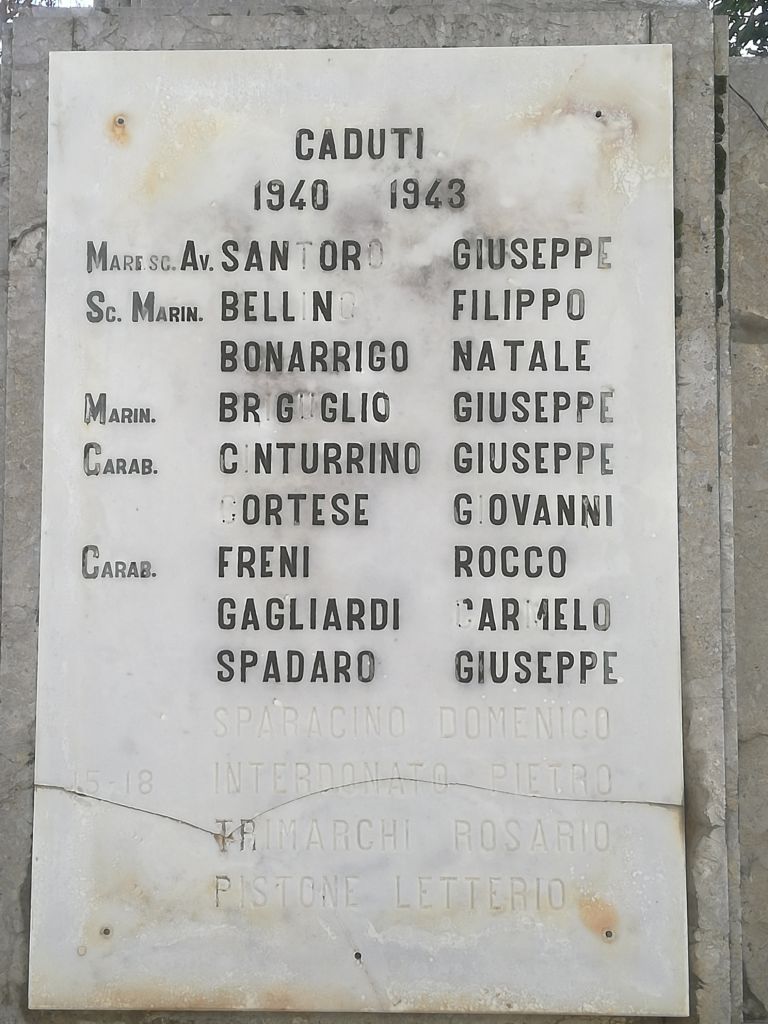 CADUTI
1940 1943
MARE.SC. AV. SANTORO GIUSEPPE
SC. MARIN. BELLINO FILIPPO
BONARRIGO NATALE
MARIN. BRIGUGLIO GIUSEPPE
CARAB. CINTURRINO GIUSEPPE
CORTESE GIOVANNI
CARAB. FRENI ROCCO
GAGLIARDI CARMELO
SPADARO GIUSEPPE
SPARACINO DOMENICO
15-18 INTERDONATO PIETRO
TRIMARCHI ROSARIO
PISTONE LETTERIO